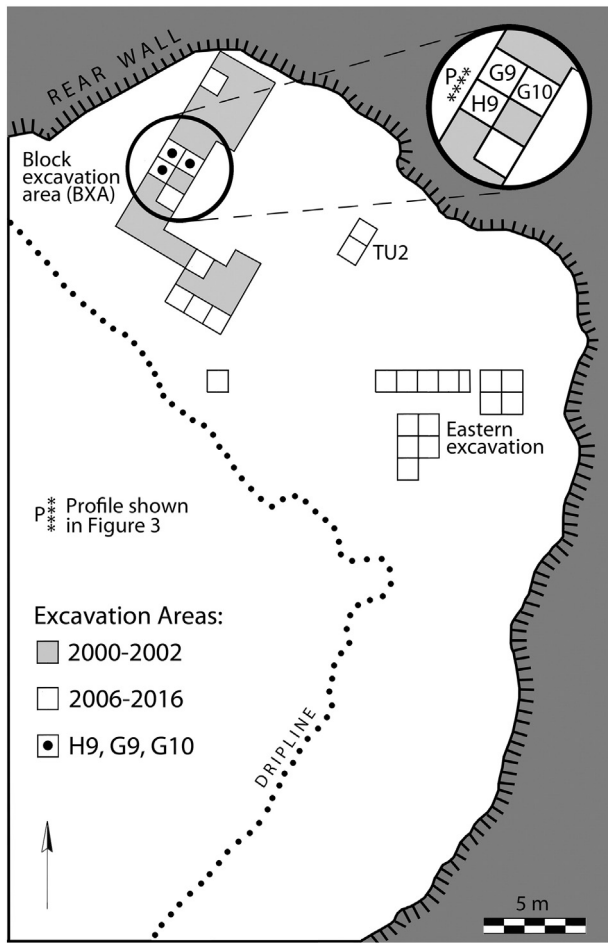 REAR WALL
P
****
G9
G10
H9
Block
excavation
area (BXA)
TU2
Eastern
excavation
P **** Profile shown
in Figure 3
Excavation Areas:
2000-2002
2006-2016
H9, G9, G10
DRIPLINE
5 m